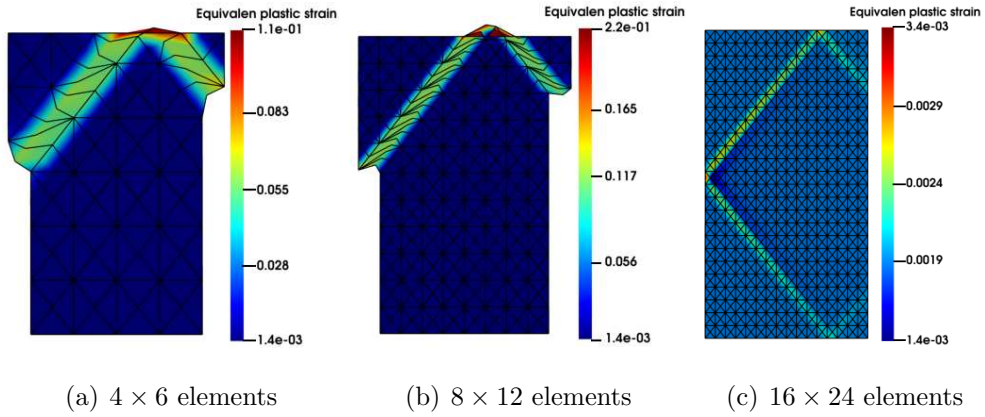 Equivalen plastic strain
1.1e-01
0.083
0.055
0.028
1.4e-03
Equivalen plastic strain
2.2e-01
0.165
0.117
0.056
1.4e-03
Equivalen plastic strain
3.4e-03
0.0029
0.0024
0.0019
1.4e-03
(a) 4 × 6 elements
(b) 8 × 12 elements
(c) 16 × 24 elements